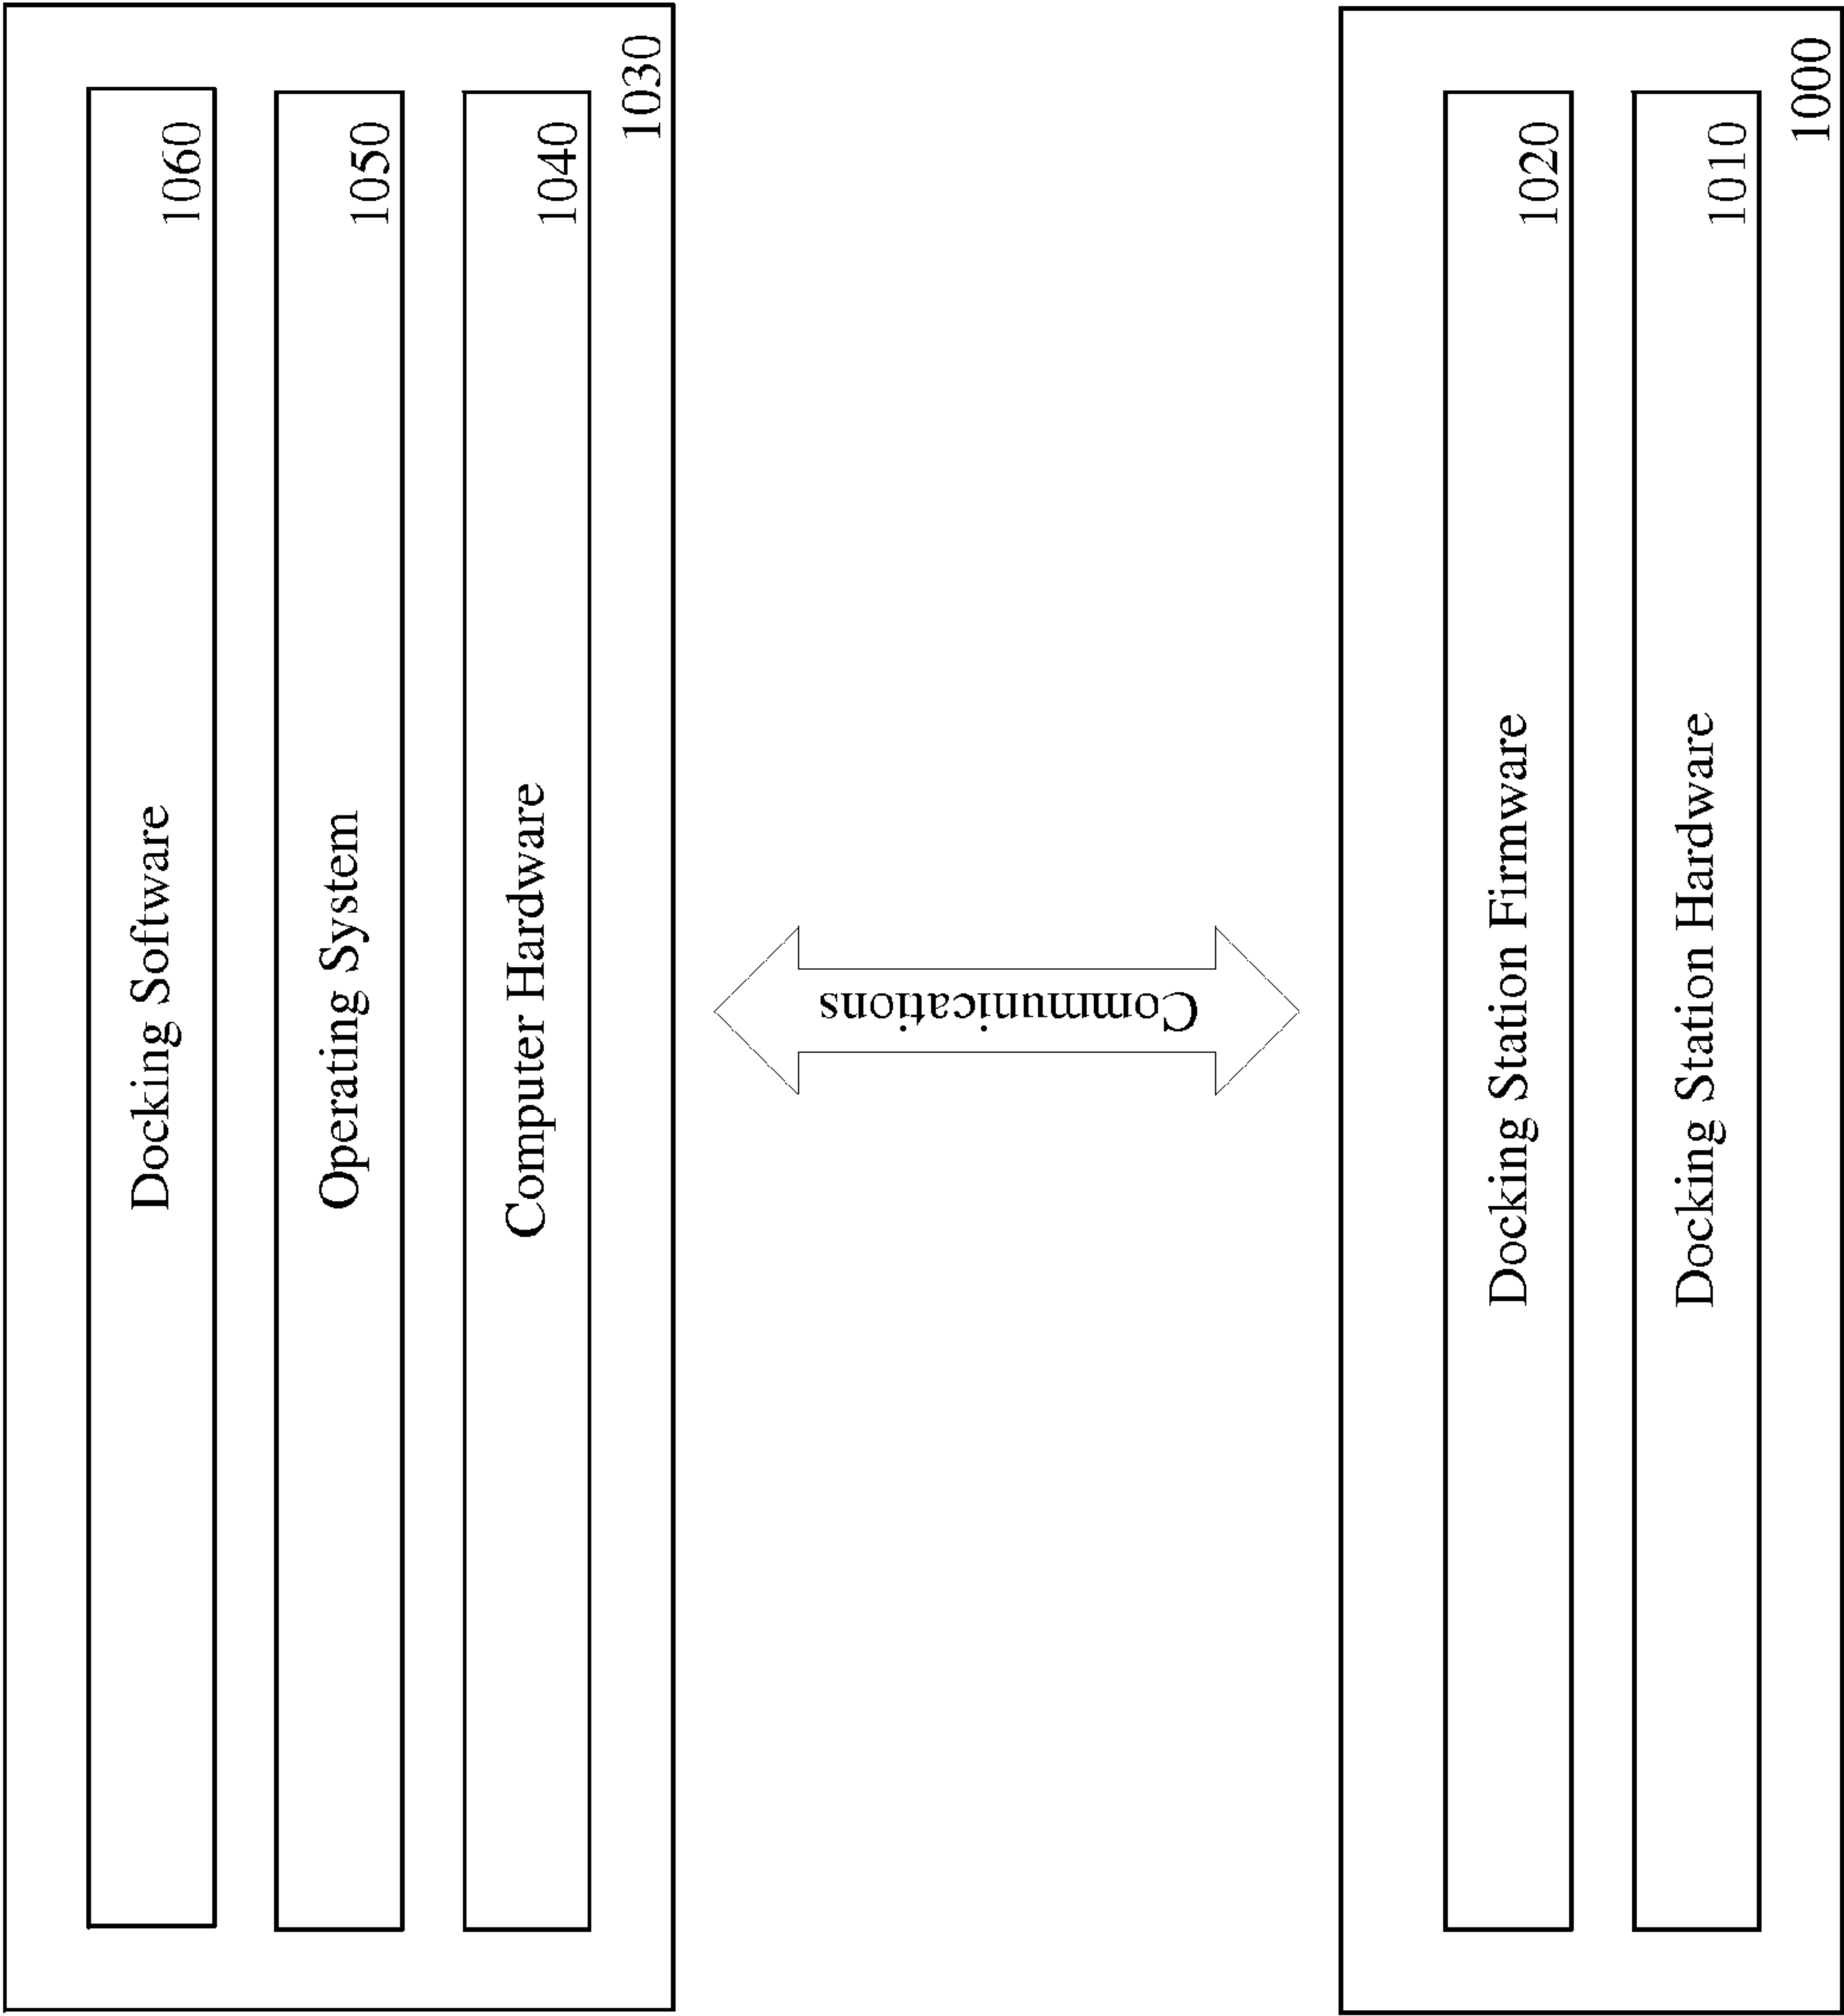 Docking Software
1060
Operating System
1050
Computer Hardware
1040
1030
Communications
Docking Station Firmware
1020
Docking Station Hardware
1010
1000